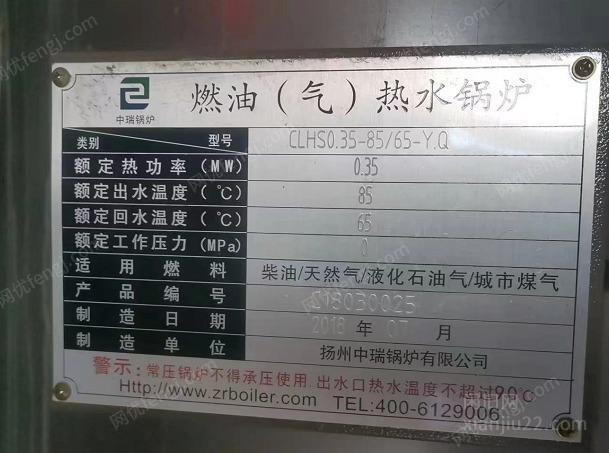 中瑞锅炉
燃油（气）热水锅炉
类别 型号 CLHS0.35-85/65-Y.Q
额定热功率（MW） 0.35
额定出水温度（℃） 85
额定回水温度（℃） 65
额定工作压力（MPa） 0
适用燃料 柴油/天然气/液化石油气/城市煤气
产品编号
制造日期 2018 年 07 月
制造单位 扬州中瑞锅炉有限公司
警示：常压锅炉不得承压使用，出水口热水温度不超过90℃
Http://www.zrboiler.com TEL:400-6129006